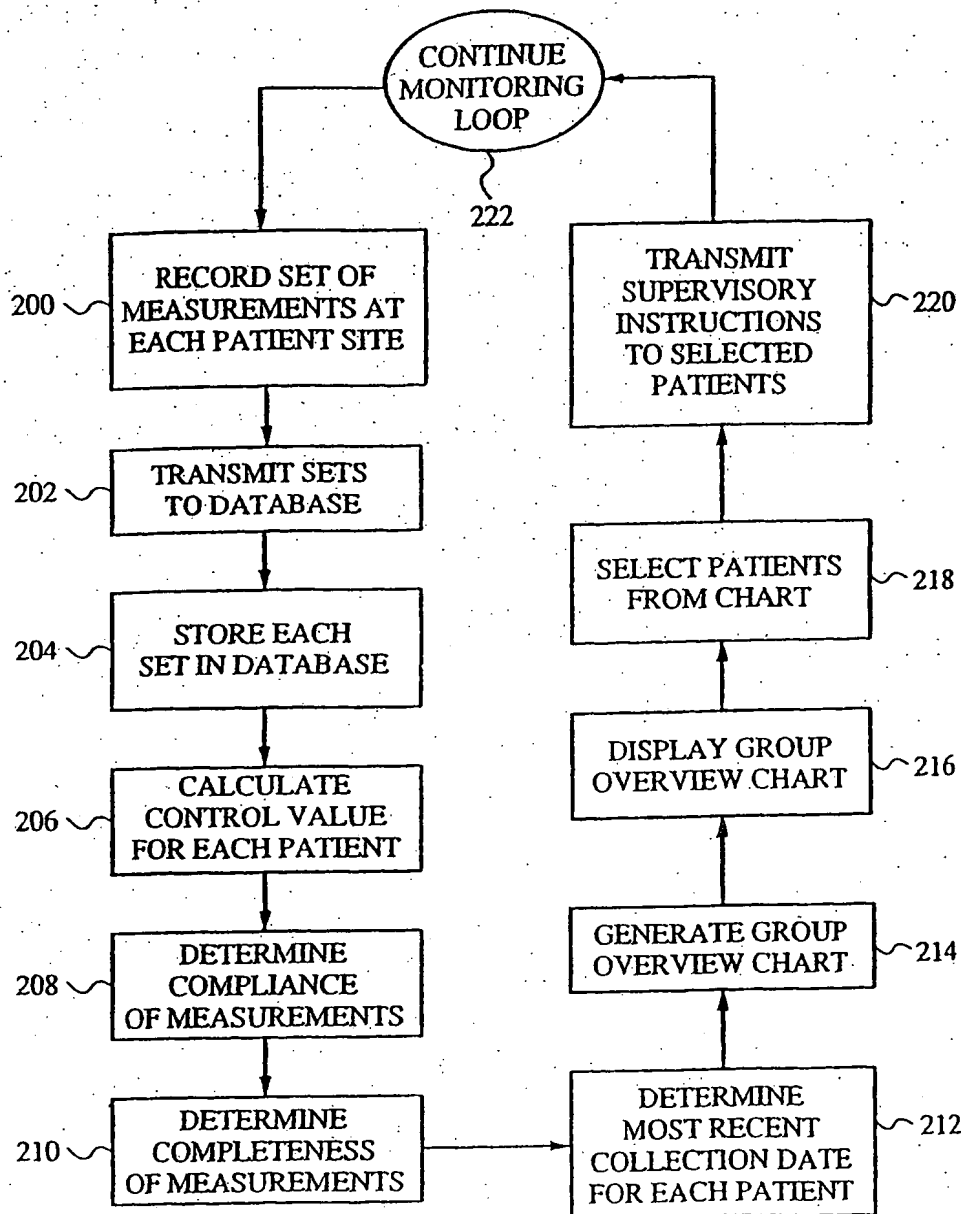 CONTINUE
MONITORING
LOOP
222
200
RECORD SET OF
MEASUREMENTS AT
EACH PATIENT SITE
202
TRANSMIT SETS
TO DATABASE
204
STORE EACH
SET IN DATABASE
206
CALCULATE
CONTROL VALUE
FOR EACH PATIENT
208
DETERMINE
COMPLIANCE
OF MEASUREMENTS
210
DETERMINE
COMPLETENESS
OF MEASUREMENTS
DETERMINE
MOST RECENT
COLLECTION DATE
FOR EACH PATIENT
212
GENERATE GROUP
OVERVIEW CHART
214
DISPLAY GROUP
OVERVIEW CHART
216
SELECT PATIENTS
FROM CHART
218
TRANSMIT
SUPERVISORY
INSTRUCTIONS
TO SELECTED
PATIENTS
220